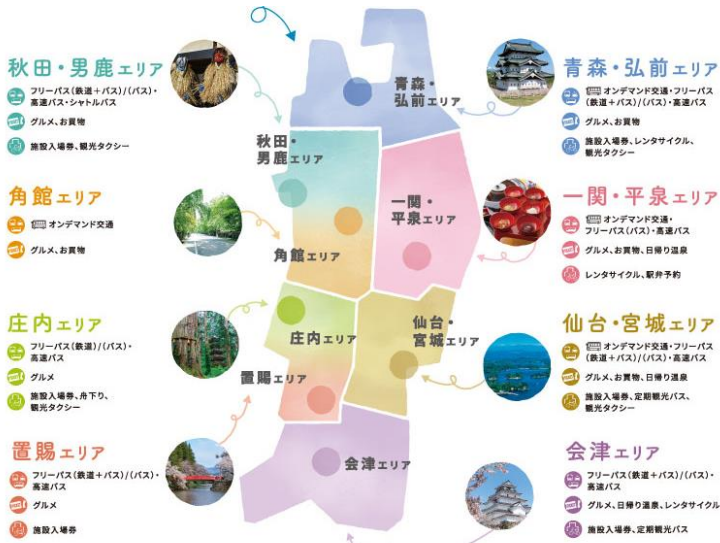 秋田・男鹿エリア
フリーパス(鉄道+バス)/(バス)・
高速バス・シャトルバス
グルメ、お買物
施設入場券、観光タクシー
角館エリア
オンデマンド交通
グルメ、お買物
庄内エリア
フリーパス(鉄道)/(バス)・
高速バス
グルメ
施設入場券、舟下り、
観光タクシー
置賜エリア
フリーパス(鉄道+バス)/(バス)・
高速バス
グルメ
施設入場券
青森・
弘前エリア
秋田・
男鹿エリア
一関・
平泉エリア
角館エリア
庄内エリア
仙台・
宮城エリア
置賜エリア
会津エリア
青森・弘前エリア
オンデマンド交通・フリーパス
(鉄道+バス)/(バス)・高速バス
グルメ、お買物
施設入場券、レンタサイクル、
観光タクシー
一関・平泉エリア
オンデマンド交通・
フリーパス(バス)・高速バス
グルメ、お買物、日帰り温泉
レンタサイクル、駅弁予約
仙台・宮城エリア
オンデマンド交通・フリーパス
(鉄道+バス)/(バス)・高速バス
グルメ、お買物、日帰り温泉
施設入場券、定期観光バス、
観光タクシー
会津エリア
フリーパス(鉄道+バス)/(バス)・
高速バス
グルメ、日帰り温泉、レンタサイクル
施設入場券、定期観光バス